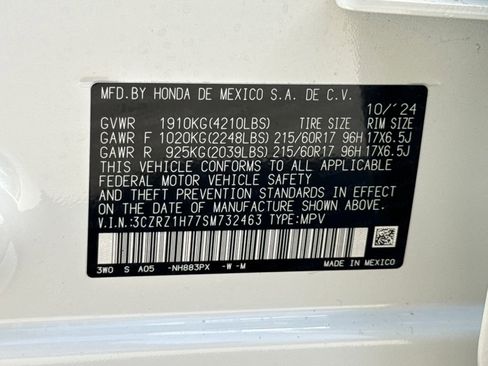 MFD.BY HONDA DE MEXICO S.A. DE C.V.
10/'24
GVWR 1910KG(4210LBS) TIRE SIZE RIM SIZE
GAWR F 1020KG(2248LBS) 215/60R17 96H 17X6.5J
GAWR R 925KG(2039LBS) 215/60R17 96H 17X6.5J
THIS VEHICLE CONFORMS TO ALL APPLICABLE
FEDERAL MOTOR VEHICLE SAFETY, BUMPER,
AND THEFT PREVENTION STANDARDS IN EFFECT
ON THE DATE OF MANUFACTURE SHOWN ABOVE.
V.I.N.:3CZRZ1H77SM732463 TYPE:MPV
3W0 S A05 -NH883PX -W -M MADE IN MEXICO